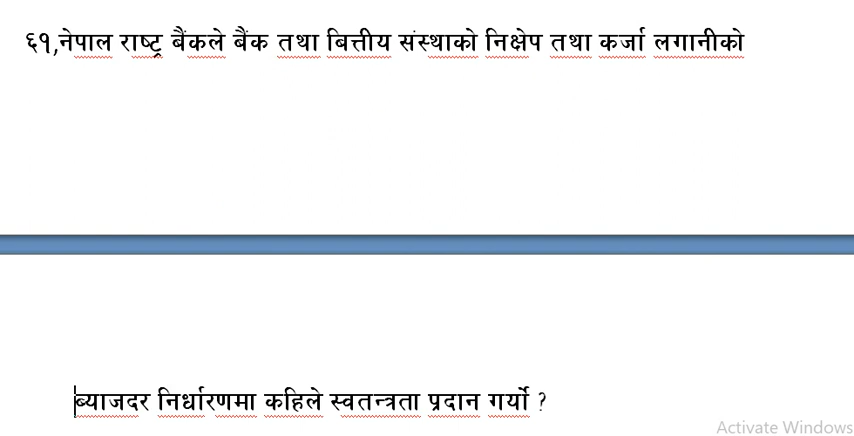 ६१,नेपाल राष्ट्र बैंकले बैंक तथा बित्तीय संस्थाको निक्षेप तथा कर्जा लगानीको
ब्याजदर निर्धारणमा कहिले स्वतन्त्रता प्रदान गर्यो ?
Activate Windows